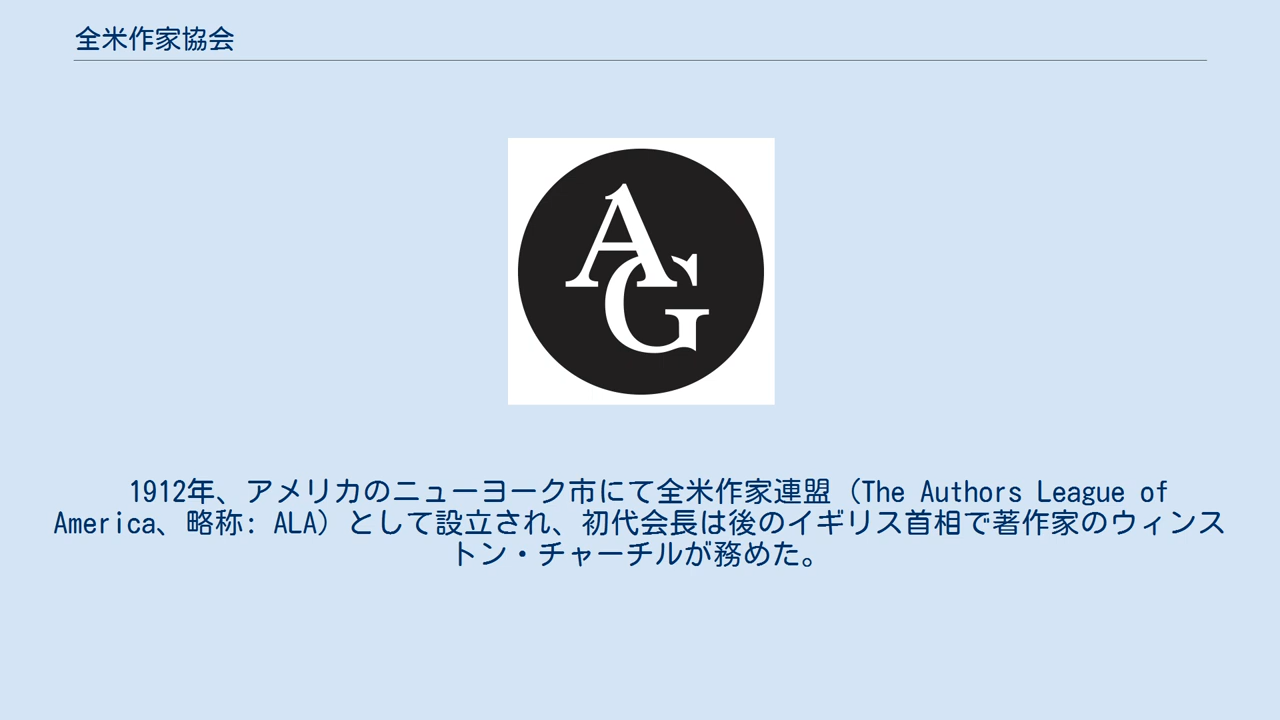 全米作家協会
AG
1912年、アメリカのニューヨーク市にて全米作家連盟（The Authors League of
America、略称: ALA）として設立され、初代会長は後のイギリス首相で著作家のウィンス
トン・チャーチルが務めた。